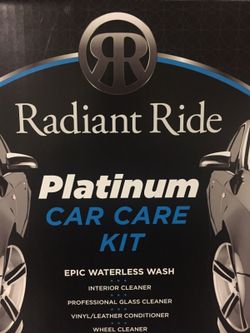 RR
Radiant Ride
Platinum
CAR CARE
KIT
EPIC WATERLESS WASH
INTERIOR CLEANER
PROFESSIONAL GLASS CLEANER
VINYL/LEATHER CONDITIONER
WHEEL CLEANER